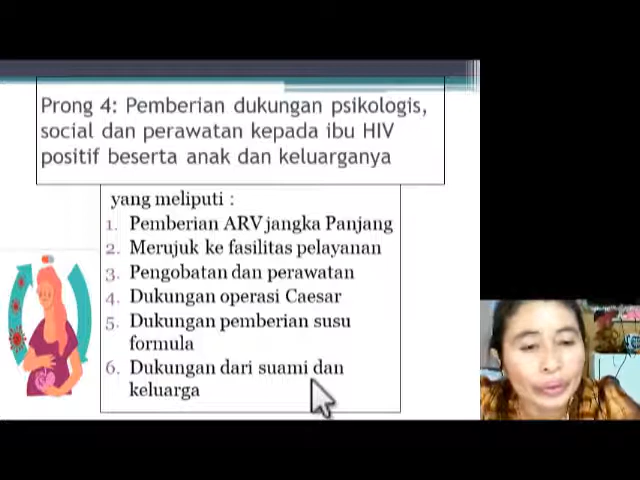 Prong 4: Pemberian dukungan psikologis,
social dan perawatan kepada ibu HIV
positif beserta anak dan keluarganya
yang meliputi :
1. Pemberian ARV jangka Panjang
2. Merujuk ke fasilitas pelayanan
3. Pengobatan dan perawatan
4. Dukungan operasi Caesar
5. Dukungan pemberian susu
formula
6. Dukungan dari suami dan
keluarga